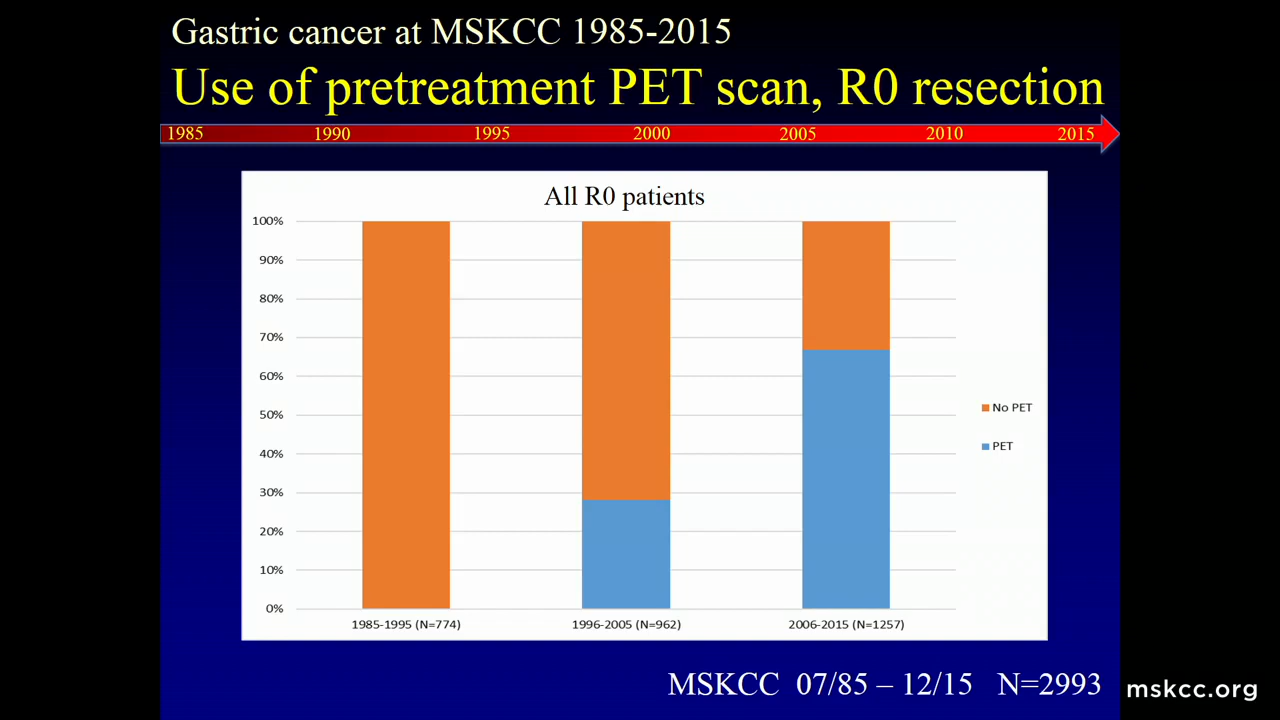 Gastric cancer at MSKCC 1985-2015
Use of pretreatment PET scan, R0 resection
1985 1990 1995 2000 2005 2010 2015
All R0 patients
100%
90%
80%
70%
60%
50%
40%
30%
20%
10%
0%
No PET
PET
1985-1995 (N=774) 1996-2005 (N=962) 2006-2015 (N=1257)
MSKCC 07/85 – 12/15 N=2993
mskcc.org